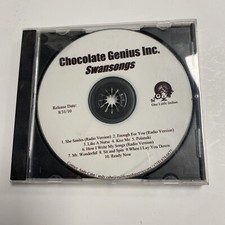 Chocolate Genius Inc.
Swansongs
Release Date:
8/31/10
One Little Indian
1. She Smiles (Radio Version) 2. Enough For You (Radio Version)
3. Like A Nurse 4. Kiss Me 5. Polanski
6. How I Write My Songs (Radio Version)
7. Mr. Wonderful 8. Sit and Spin 9. When I Lay You Down
10. Ready Now